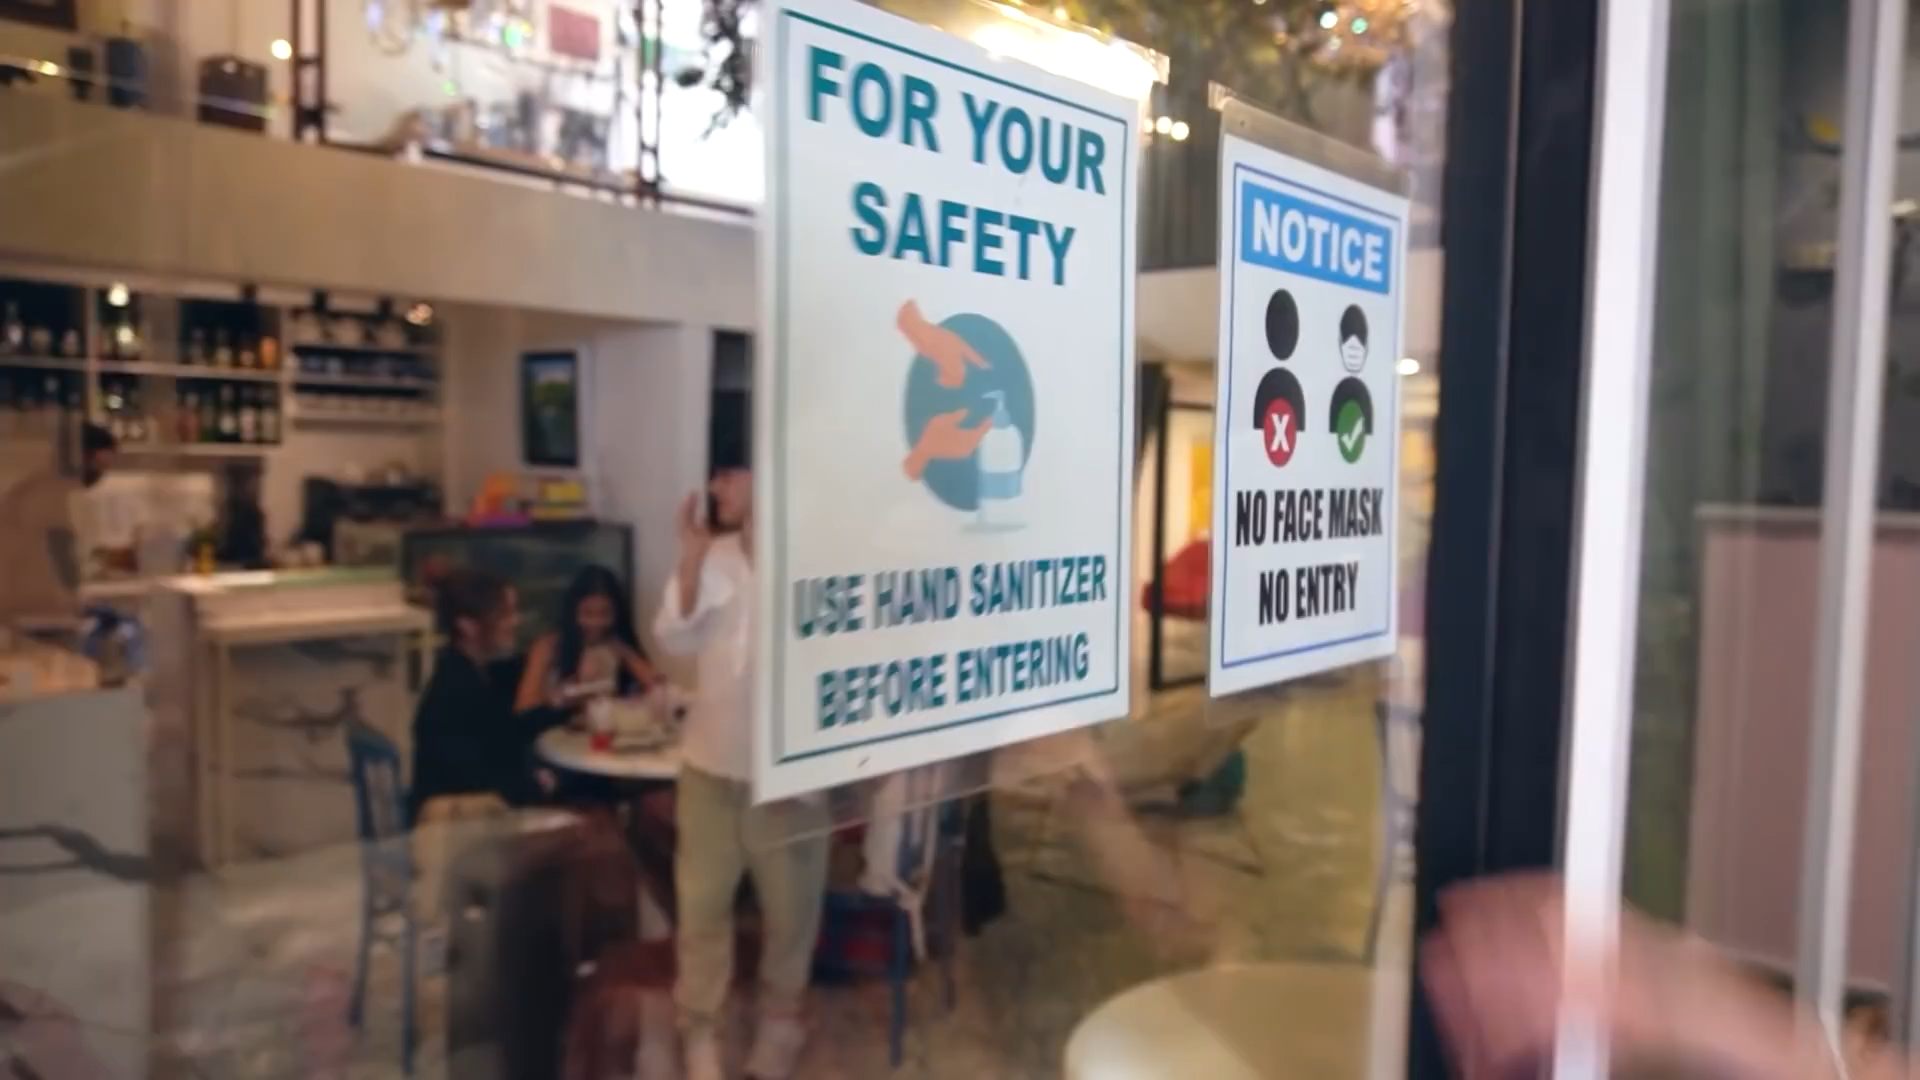 FOR YOUR
SAFETY
USE HAND SANITIZER
BEFORE ENTERING
NOTICE
X
NO FACE MASK
NO ENTRY